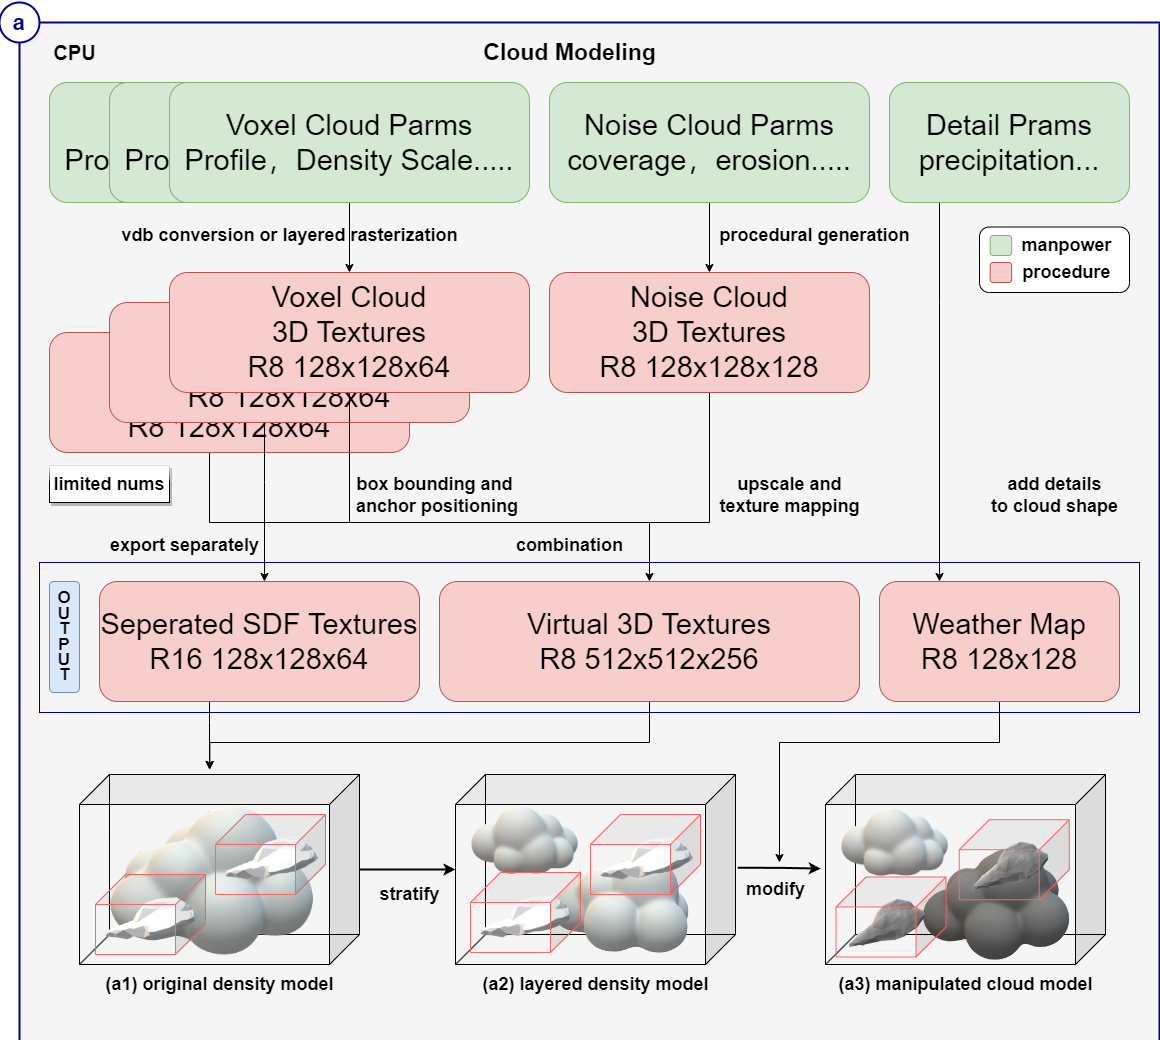 a
CPU
Cloud Modeling
Pro
Pro
Voxel Cloud Parms
Profile，Density Scale.....
Noise Cloud Parms
coverage，erosion.....
Detail Prams
precipitation...
vdb conversion or layered rasterization
procedural generation
manpower
procedure
Voxel Cloud
3D Textures
R8 128x128x64
R8 128x128x64
R8 128x128x64
Noise Cloud
3D Textures
R8 128x128x128
limited nums
box bounding and
anchor positioning
upscale and
texture mapping
add details
to cloud shape
export separately
combination
OUTPUT
Seperated SDF Textures
R16 128x128x64
Virtual 3D Textures
R8 512x512x256
Weather Map
R8 128x128
stratify
modify
(a1) original density model
(a2) layered density model
(a3) manipulated cloud model